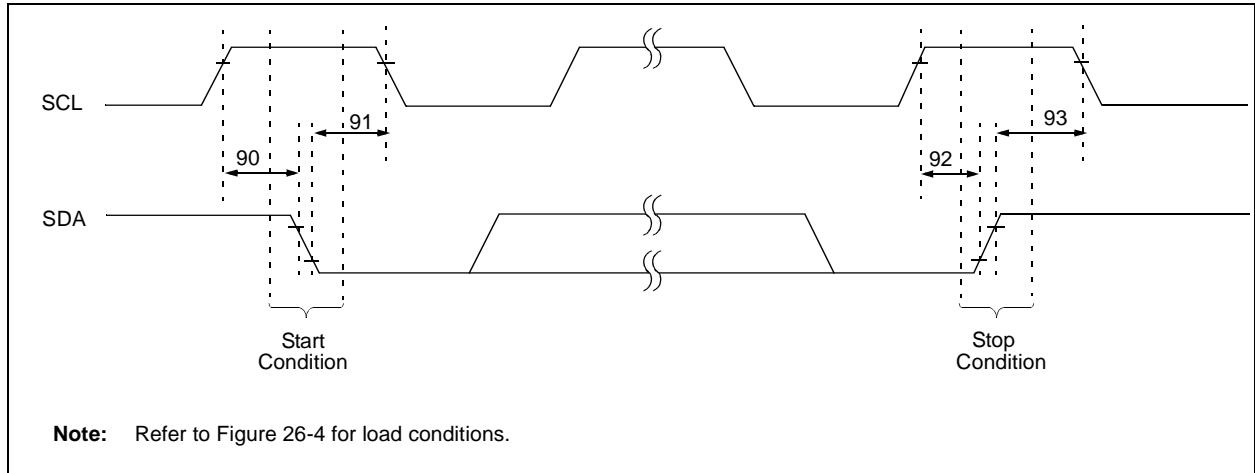 SCL
91
93
90
92
SDA
Start
Condition
Stop
Condition
Note: Refer to Figure 26-4 for load conditions.